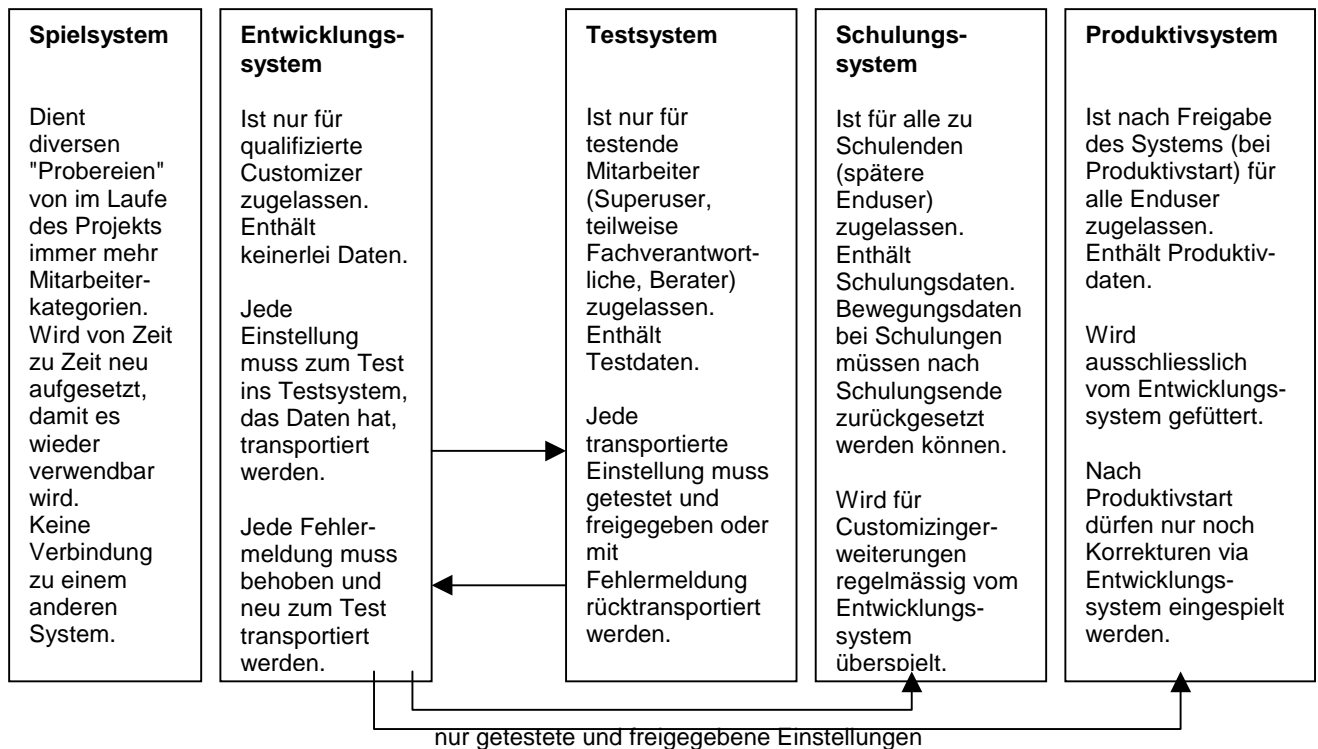 Spielsystem
Dient
diversen
"Probereien"
von im Laufe
des Projekts
immer mehr
Mitarbeiter-
kategorien.
Wird von Zeit
zu Zeit neu
aufgesetzt,
damit es
wieder
verwendbar
wird.
Keine
Verbindung
zu einem
anderen
System.
Entwicklungs-
system
Ist nur für
qualifizierte
Customizer
zugelassen.
Enthält
keinerlei Daten.
Jede
Einstellung
muss zum Test
ins Testsystem,
das Daten hat,
transportiert
werden.
Jede Fehler-
meldung muss
behoben und
neu zum Test
transportiert
werden.
Testsystem
Ist nur für
testende
Mitarbeiter
(Superuser,
teilweise
Fachverantwort-
liche, Berater)
zugelassen.
Enthält
Testdaten.
Jede
transportierte
Einstellung muss
getestet und
freigegeben oder
mit
Fehlermeldung
rücktransportiert
werden.
Schulungs-
system
Ist für alle zu
Schulenden
(spätere
Enduser)
zugelassen.
Enthält
Schulungsdaten.
Bewegungsdaten
bei Schulungen
müssen nach
Schulungsende
zurückgesetzt
werden können.
Wird für
Customizinger-
weiterungen
regelmässig vom
Entwicklungs-
system
überspielt.
Produktivsystem
Ist nach Freigabe
des Systems (bei
Produktivstart) für
alle Enduser
zugelassen.
Enthält Produktiv-
daten.
Wird
ausschliesslich
vom Entwicklungs-
system gefüttert.
Nach
Produktivstart
dürfen nur noch
Korrekturen via
Entwicklungs-
system eingespielt
werden.
nur getestete und freigegebene Einstellungen